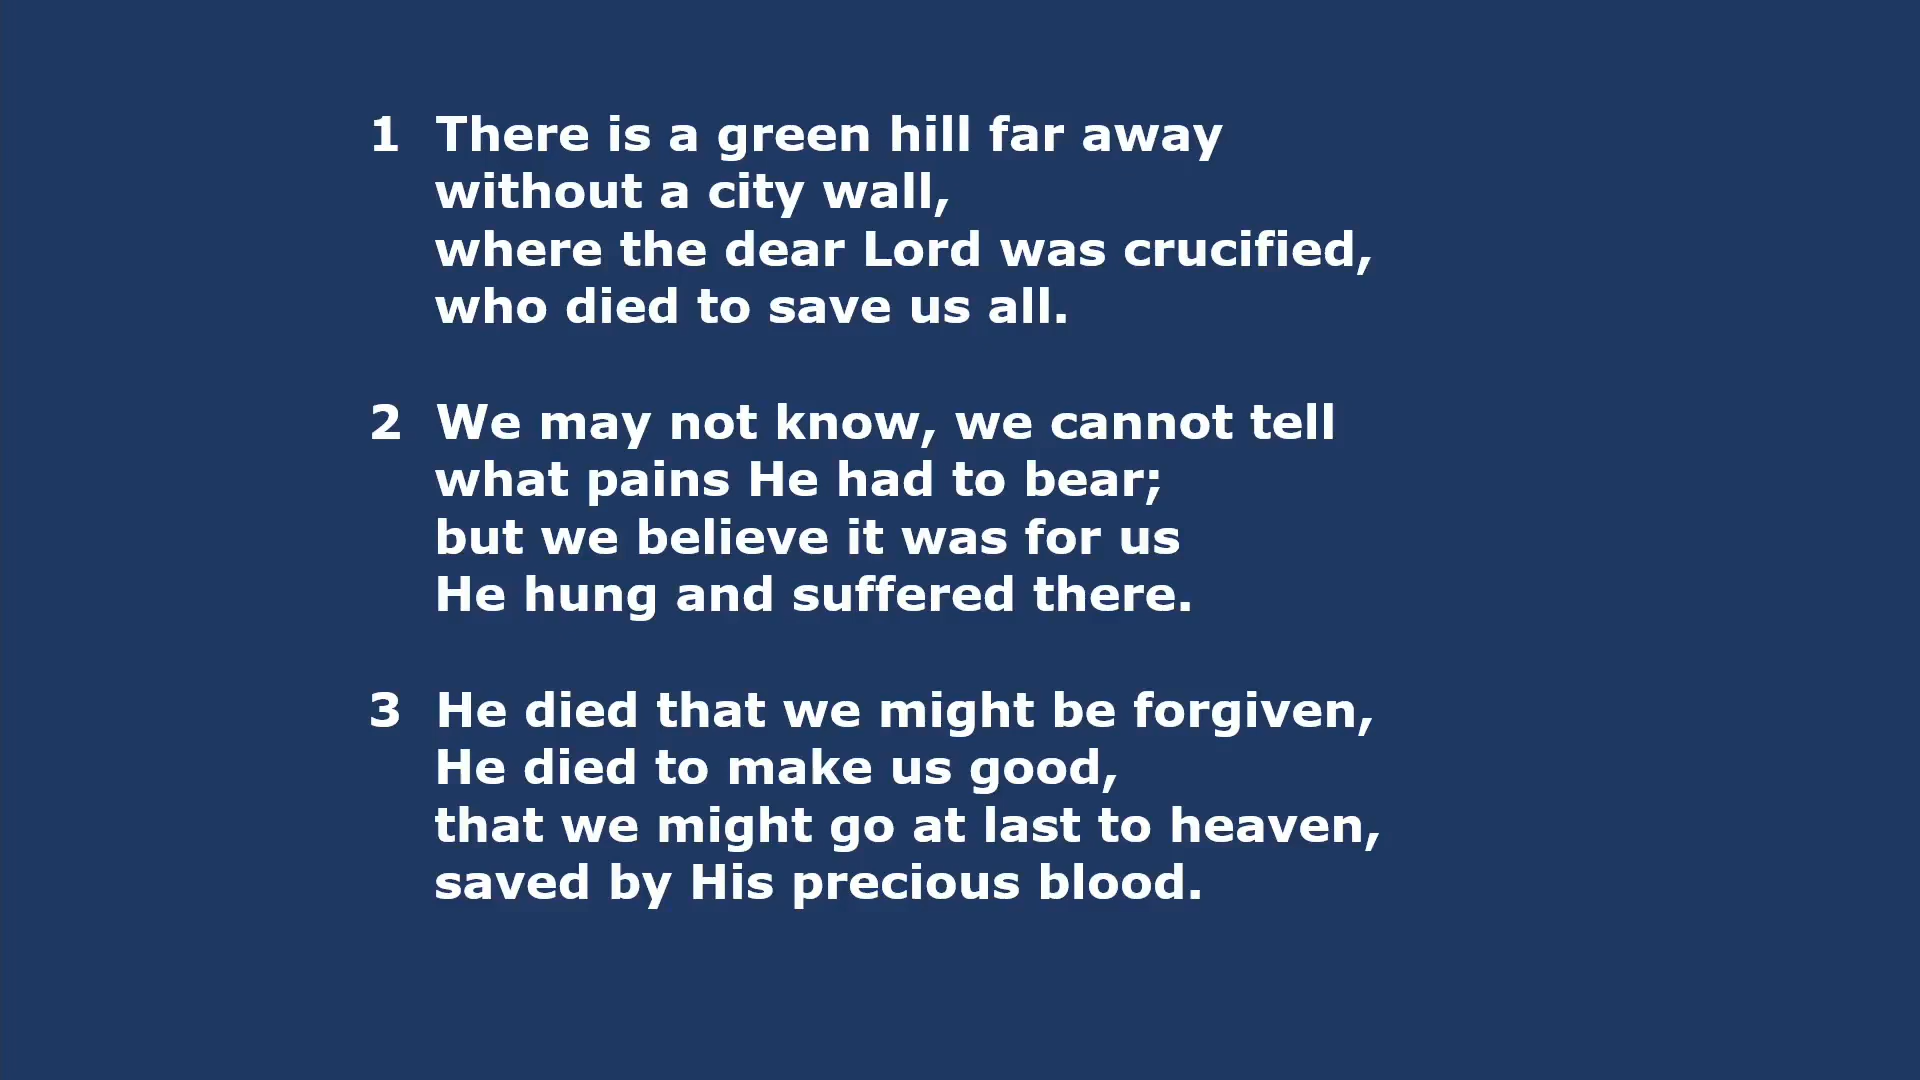 1 There is a green hill far away
without a city wall,
where the dear Lord was crucified,
who died to save us all.
2 We may not know, we cannot tell
what pains He had to bear;
but we believe it was for us
He hung and suffered there.
3 He died that we might be forgiven,
He died to make us good,
that we might go at last to heaven,
saved by His precious blood.